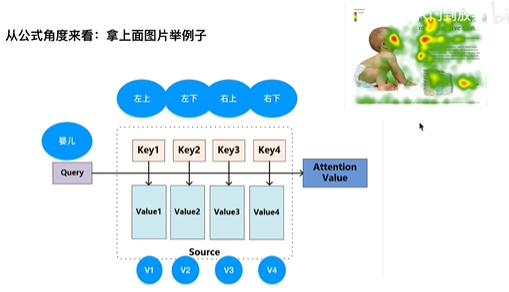 从公式角度来看：拿上面图片举例子
左上
左下
右上
右下
婴儿
Key1
Key2
Key3
Key4
Query
Attention
Value
Value1
Value2
Value3
Value4
Source
V1
V2
V3
V4